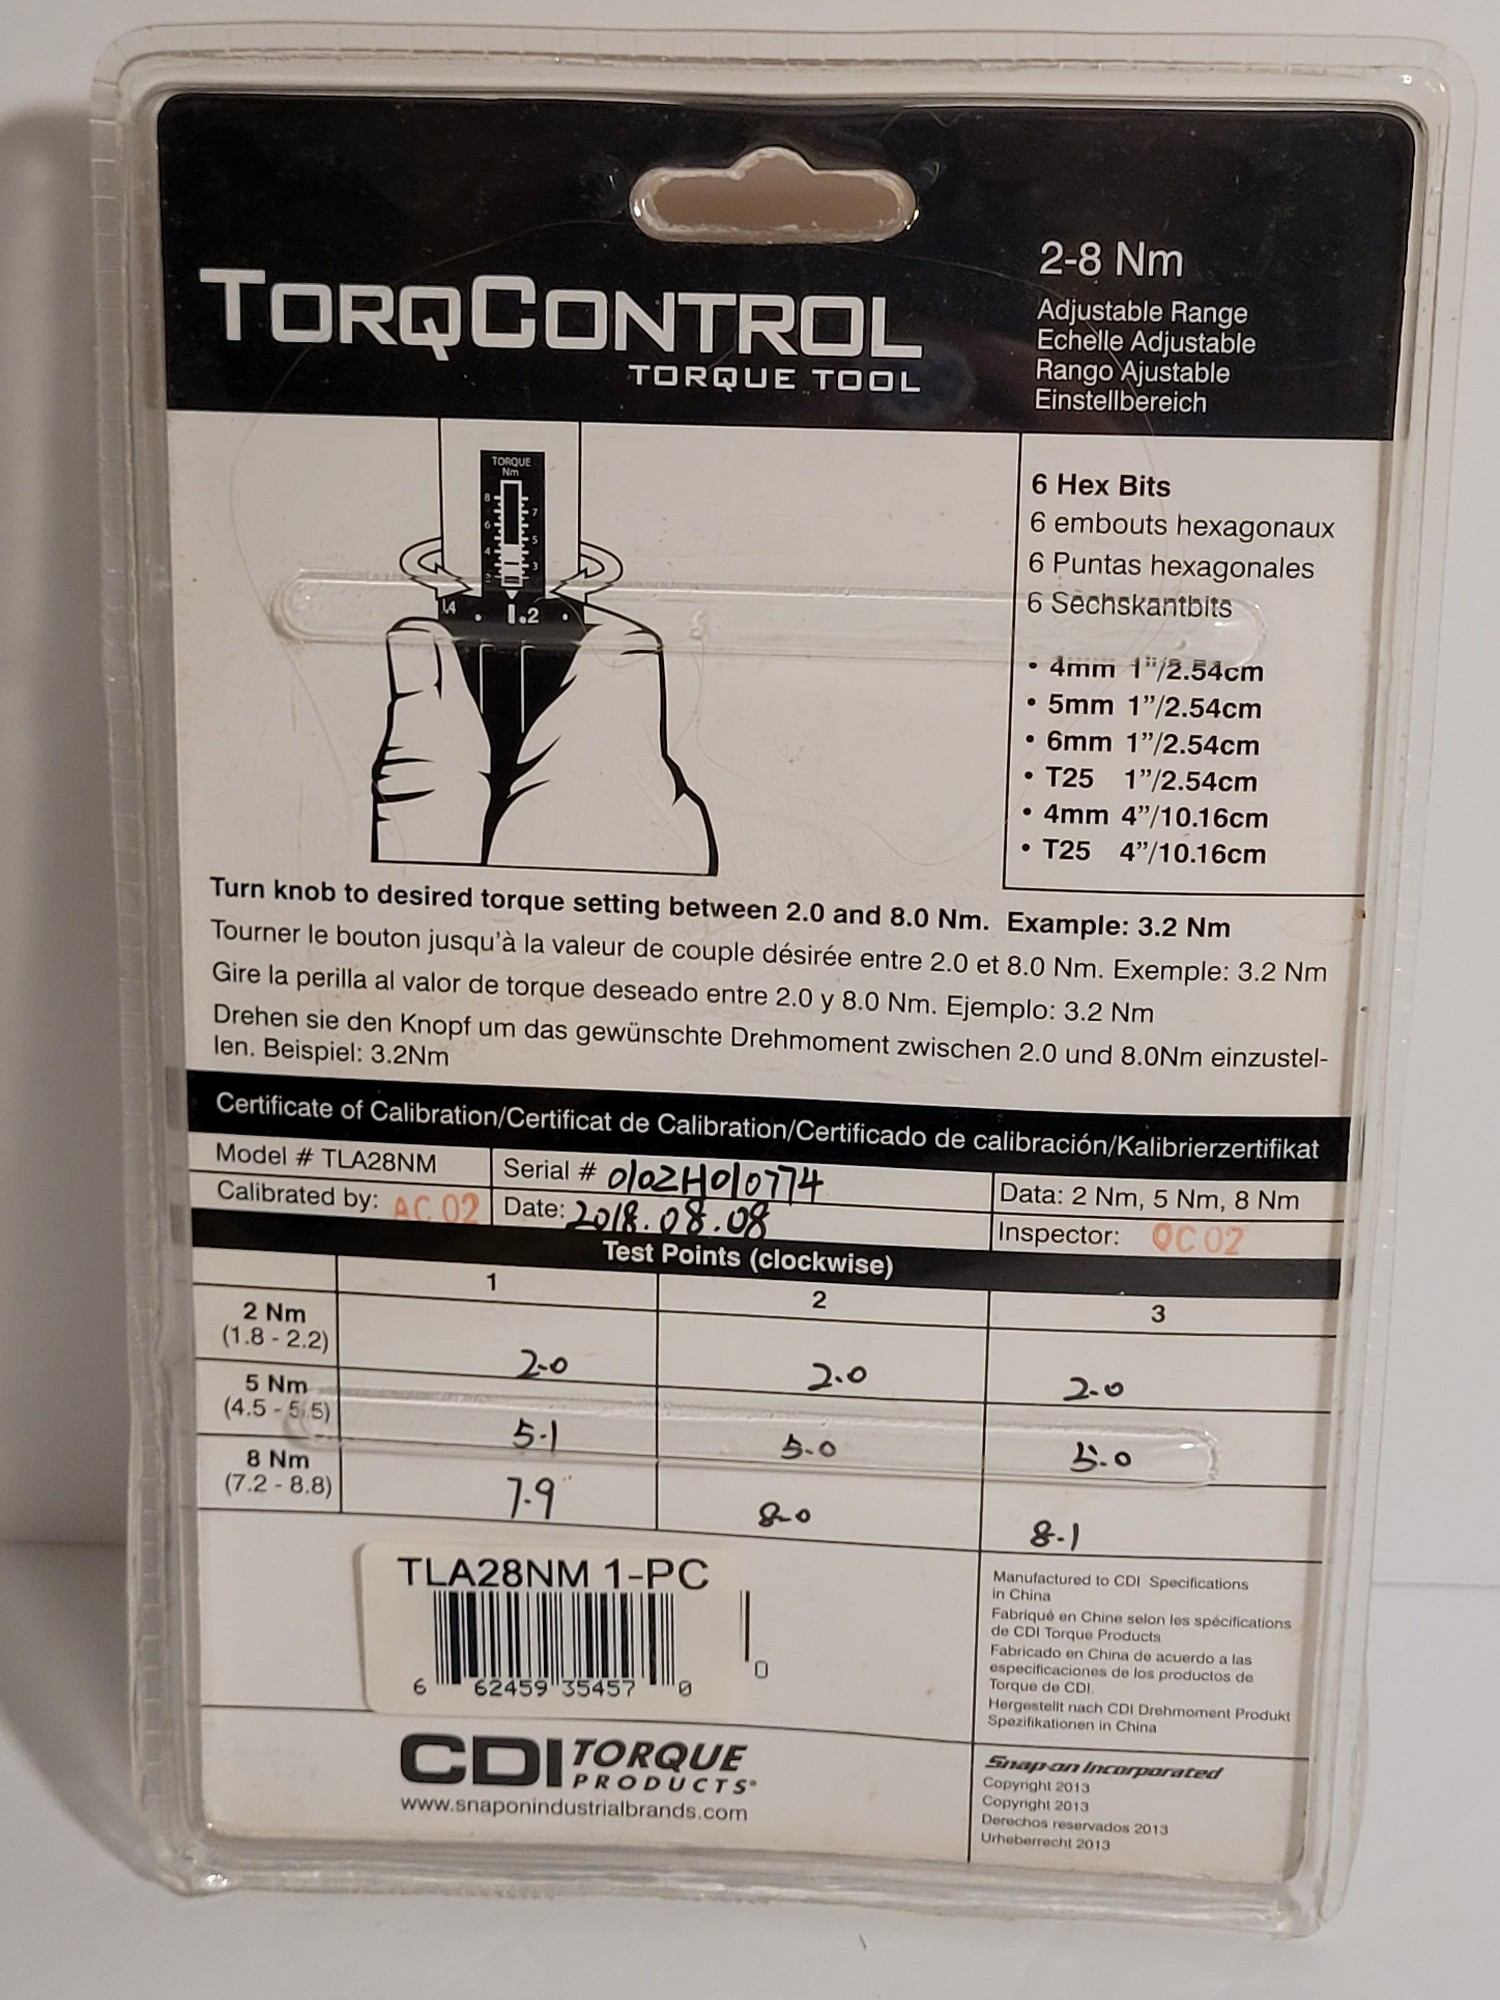 TORQCONTROL
TORQUE TOOL
2-8 Nm
Adjustable Range
Echelle Adjustable
Rango Ajustable
Einstellbereich
TORQUE
Nm
8
7
6
5
4
3
2
.4
.2
6 Hex Bits
6 embouts hexagonaux
6 Puntas hexagonales
6 Sechskantbits
• 4mm 1"/2.54cm
• 5mm 1”/2.54cm
• 6mm 1”/2.54cm
• T25 1”/2.54cm
• 4mm 4”/10.16cm
• T25 4”/10.16cm
Turn knob to desired torque setting between 2.0 and 8.0 Nm. Example: 3.2 Nm
Tourner le bouton jusqu'à la valeur de couple désirée entre 2.0 et 8.0 Nm. Exemple: 3.2 Nm
Gire la perilla al valor de torque deseado entre 2.0 y 8.0 Nm. Ejemplo: 3.2 Nm
Drehen sie den Knopf um das gewünschte Drehmoment zwischen 2.0 und 8.0Nm einzustel-
len. Beispiel: 3.2Nm
Certificate of Calibration/Certificat de Calibration/Certificado de calibración/Kalibrierzertifikat
Model # TLA28NM Serial # 0102H010774 Data: 2 Nm, 5 Nm, 8 Nm
Calibrated by: AC 02 Date: 2018.08.08 Inspector: QC 02
Test Points (clockwise)
1 2 3
2 Nm
(1.8 - 2.2) 2.0 2.0 2.0
5 Nm
(4.5 - 5.5) 5.1 5.0 5.0
8 Nm
(7.2 - 8.8) 7.9 8.0 8.1
TLA28NM 1-PC
6 62459 35457 0
0
Manufactured to CDI Specifications
in China
Fabriqué en Chine selon les spécifications
de CDI Torque Products
Fabricado en China de acuerdo a las
especificaciones de los productos de
Torque de CDI.
Hergestellt nach CDI Drehmoment Produkt
Spezifikationen in China
CDI TORQUE
PRODUCTS®
www.snaponindustrialbrands.com
Snap-on Incorporated
Copyright 2013
Copyright 2013
Derechos reservados 2013
Urheberrecht 2013